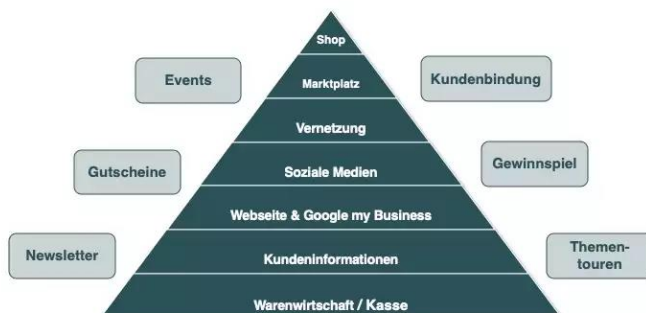 Shop
Events
Marktplatz
Kundenbindung
Vernetzung
Gutscheine
Soziale Medien
Gewinnspiel
Webseite & Google my Business
Newsletter
Kundeninformationen
Themen-
touren
Warenwirtschaft / Kasse